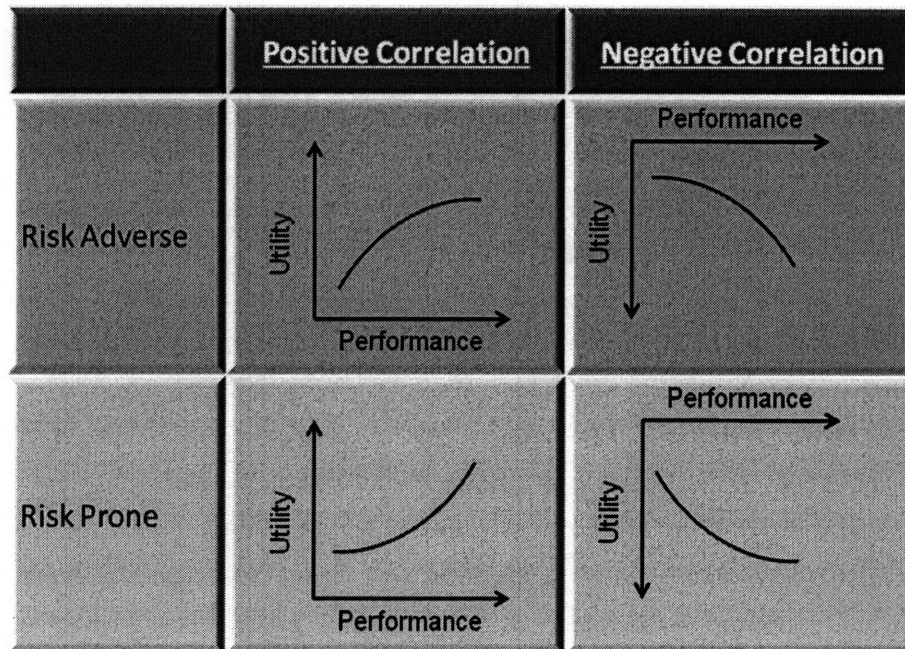 Positive Correlation
Negative Correlation
Risk Adverse
Utility
Performance
Performance
Utility
Risk Prone
Utility
Performance
Performance
Utility